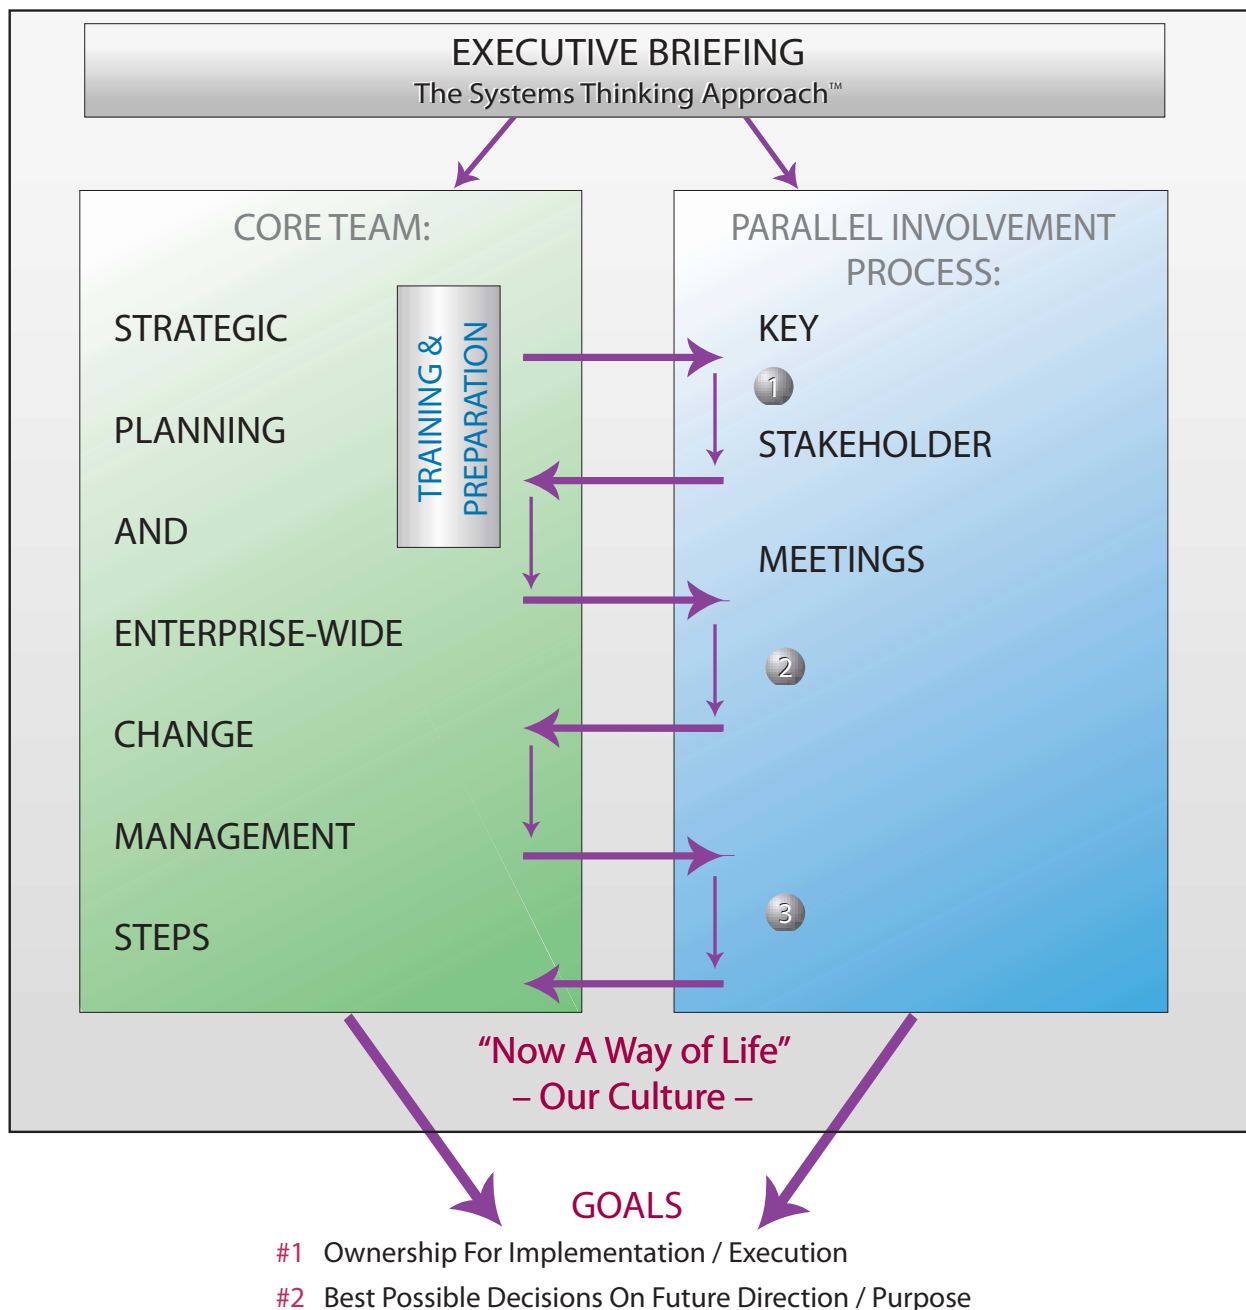 EXECUTIVE BRIEFING
The Systems Thinking Approach™
CORE TEAM:
STRATEGIC
PLANNING
AND
ENTERPRISE-WIDE
CHANGE
MANAGEMENT
STEPS
TRAINING &
PREPARATION
PARALLEL INVOLVEMENT
PROCESS:
KEY
1
STAKEHOLDER
MEETINGS
2
3
“Now A Way of Life”
– Our Culture –
GOALS
#1 Ownership For Implementation / Execution
#2 Best Possible Decisions On Future Direction / Purpose